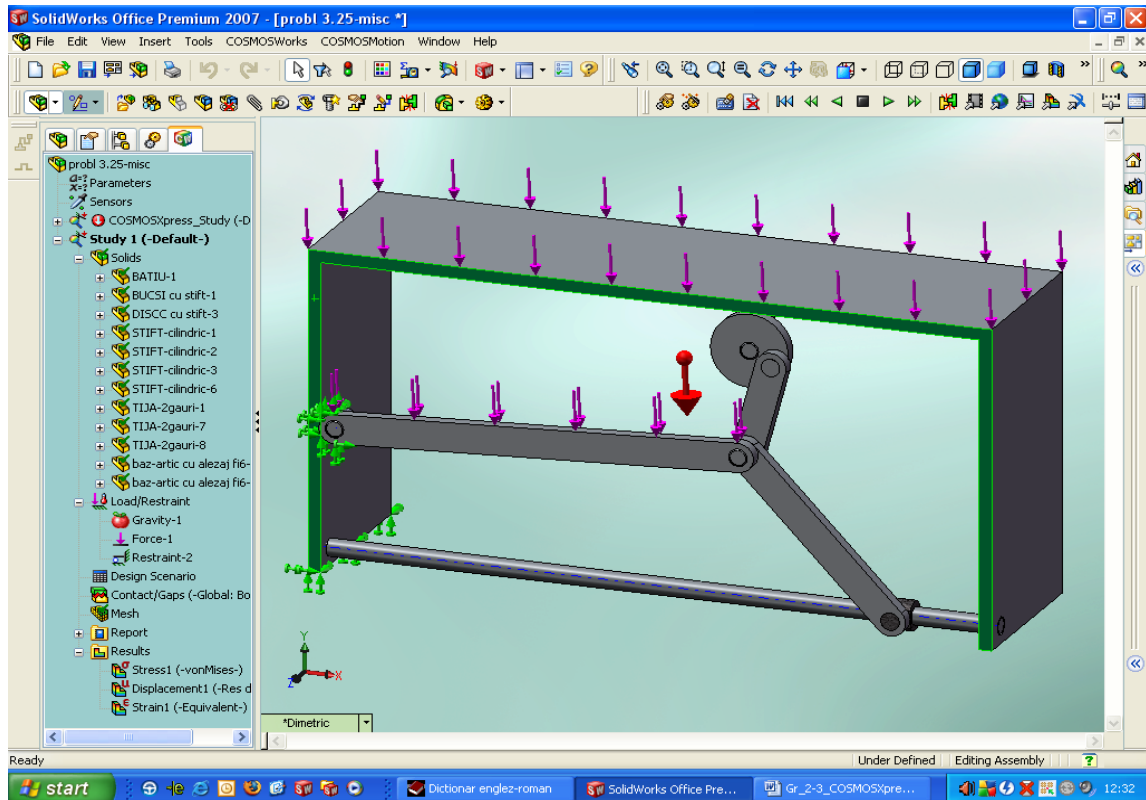 SolidWorks Office Premium 2007 - [probl 3.25-misc *]
File Edit View Insert Tools COSMOSWorks COSMOSMotion Window Help
probl 3.25-misc
Parameters
Sensors
COSMOSXpress_Study (-D
Study 1 (-Default-)
Solids
BATIU-1
BUCSI cu stift-1
DISCC cu stift-3
STIFT-cilindric-1
STIFT-cilindric-2
STIFT-cilindric-3
STIFT-cilindric-6
TIJA-2gauri-1
TIJA-2gauri-7
TIJA-2gauri-8
baz-artic cu alezaj fi6-
baz-artic cu alezaj fi6-
Load/Restraint
Gravity-1
Force-1
Restraint-2
Design Scenario
Contact/Gaps (-Global: Bo
Mesh
Report
Results
Stress1 (-vonMises-)
Displacement1 (-Res d
Strain1 (-Equivalent-)
Y
X
Z
*Dimetric
Ready
Under Defined
Editing Assembly
start
Dictionar englez-roman
SolidWorks Office Pre...
Gr_2-3_COSMOSXpre...
12:32